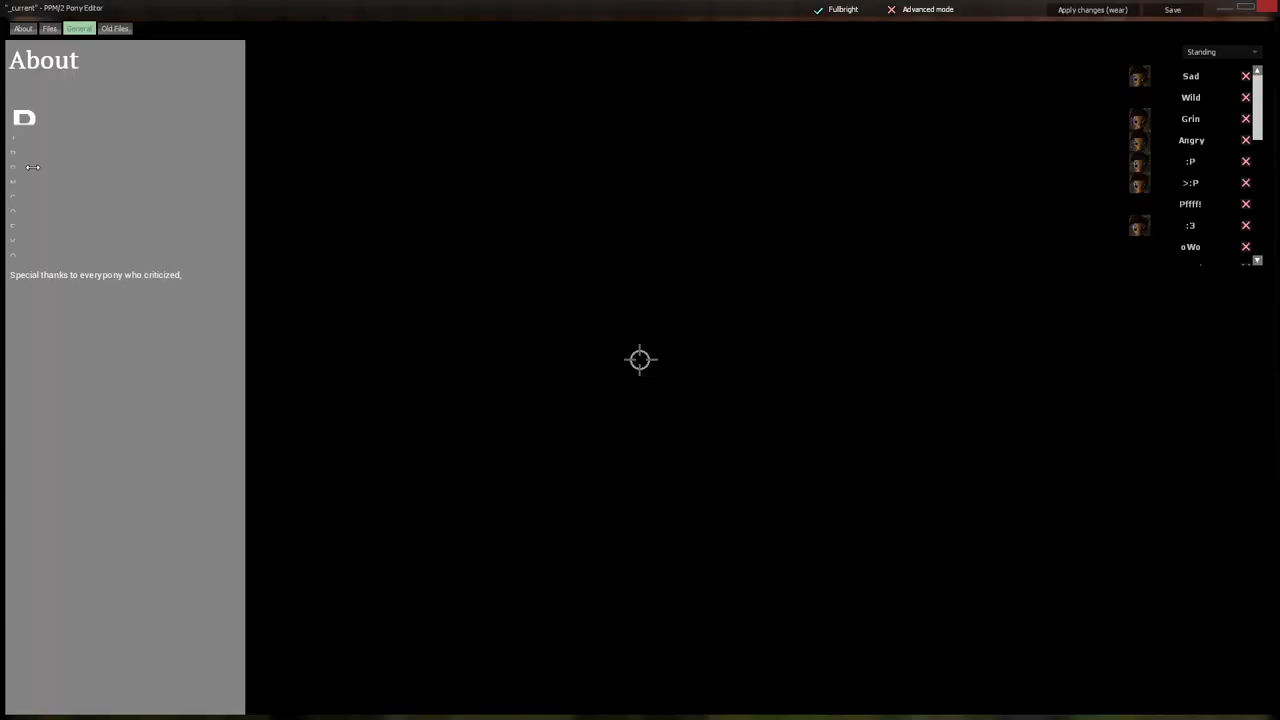 "_current" - PPM/2 Pony Editor
Fullbright
Advanced mode
Apply changes (wear)
Save
About
Files
General
Old Files
About
Special thanks to everypony who criticized,
Standing
Sad
Wild
Grin
Angry
:P
>:P
Pffff!
:3
oWo